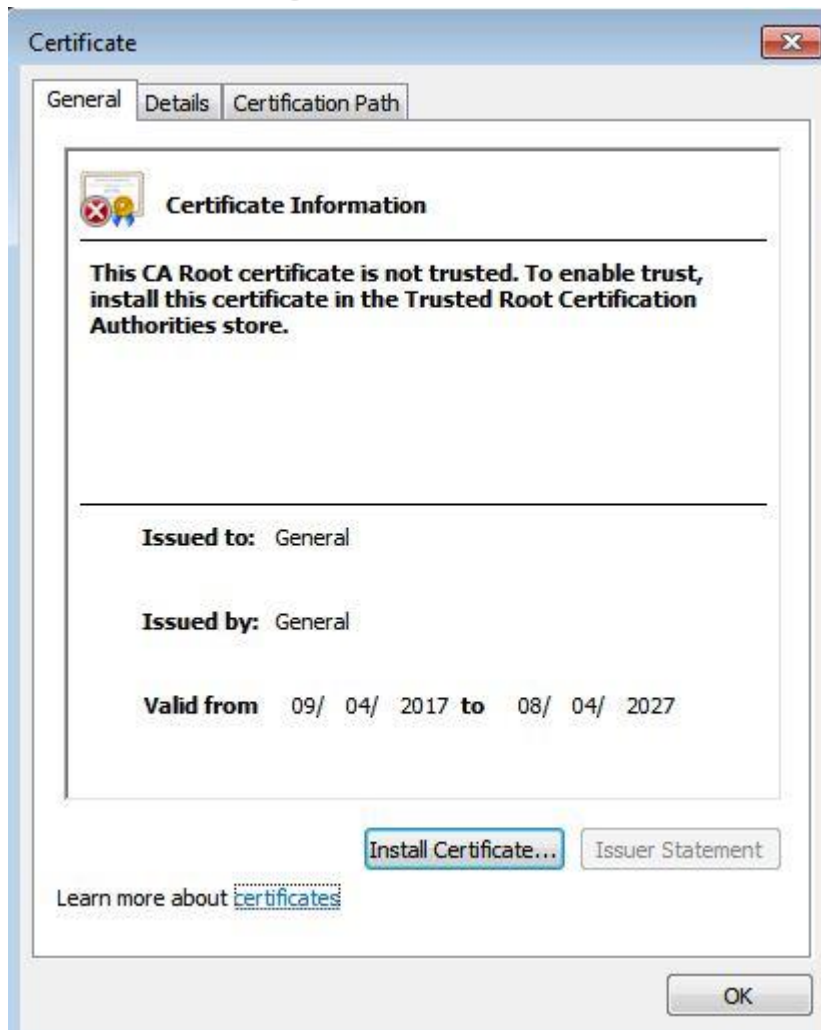 Certificate
General Details Certification Path
Certificate Information
This CA Root certificate is not trusted. To enable trust,
install this certificate in the Trusted Root Certification
Authorities store.
Issued to: General
Issued by: General
Valid from 09/ 04/ 2017 to 08/ 04/ 2027
Install Certificate... Issuer Statement
Learn more about certificates
OK